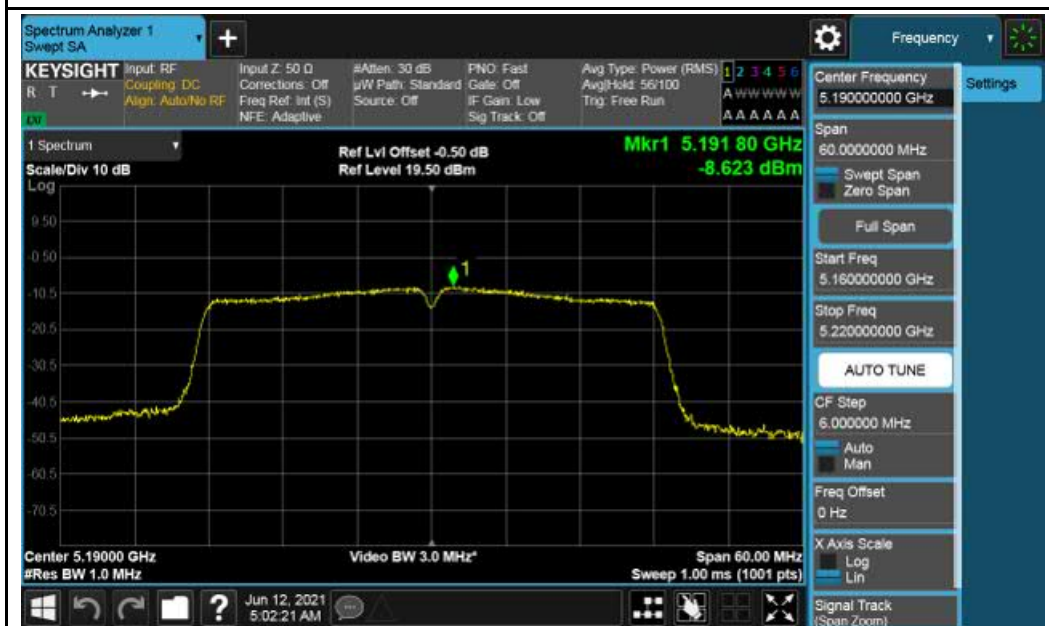 Spectrum Analyzer 1
Swept SA
+
Frequency
KEYSIGHT
R T
Input: RF
Coupling: DC
Align: Auto/No RF
Input Z: 50 Ω
Corrections: Off
Freq Ref: Int (S)
NFE: Adaptive
#Atten: 30 dB
µW Path: Standard
Source: Off
PNO: Fast
Gate: Off
IF Gain: Low
Sig Track: Off
Avg Type: Power (RMS)
Avg|Hold: 56/100
Trig: Free Run
1 2 3 4 5 6
A W W W W W
A A A A A A
1 Spectrum
Scale/Div 10 dB
Log
Ref Lvl Offset -0.50 dB
Ref Level 19.50 dBm
Mkr1 5.191 80 GHz
-8.623 dBm
9.50
-0.50
-10.5
-20.5
-30.5
-40.5
-50.5
-60.5
-70.5
1
Center 5.19000 GHz
#Res BW 1.0 MHz
Video BW 3.0 MHz*
Span 60.00 MHz
Sweep 1.00 ms (1001 pts)
Center Frequency
5.190000000 GHz
Span
60.0000000 MHz
Swept Span
Zero Span
Full Span
Start Freq
5.160000000 GHz
Stop Freq
5.220000000 GHz
AUTO TUNE
CF Step
6.000000 MHz
Auto
Man
Freq Offset
0 Hz
X Axis Scale
Log
Lin
Signal Track
(Span Zoom)
Settings
?
Jun 12, 2021
5:02:21 AM